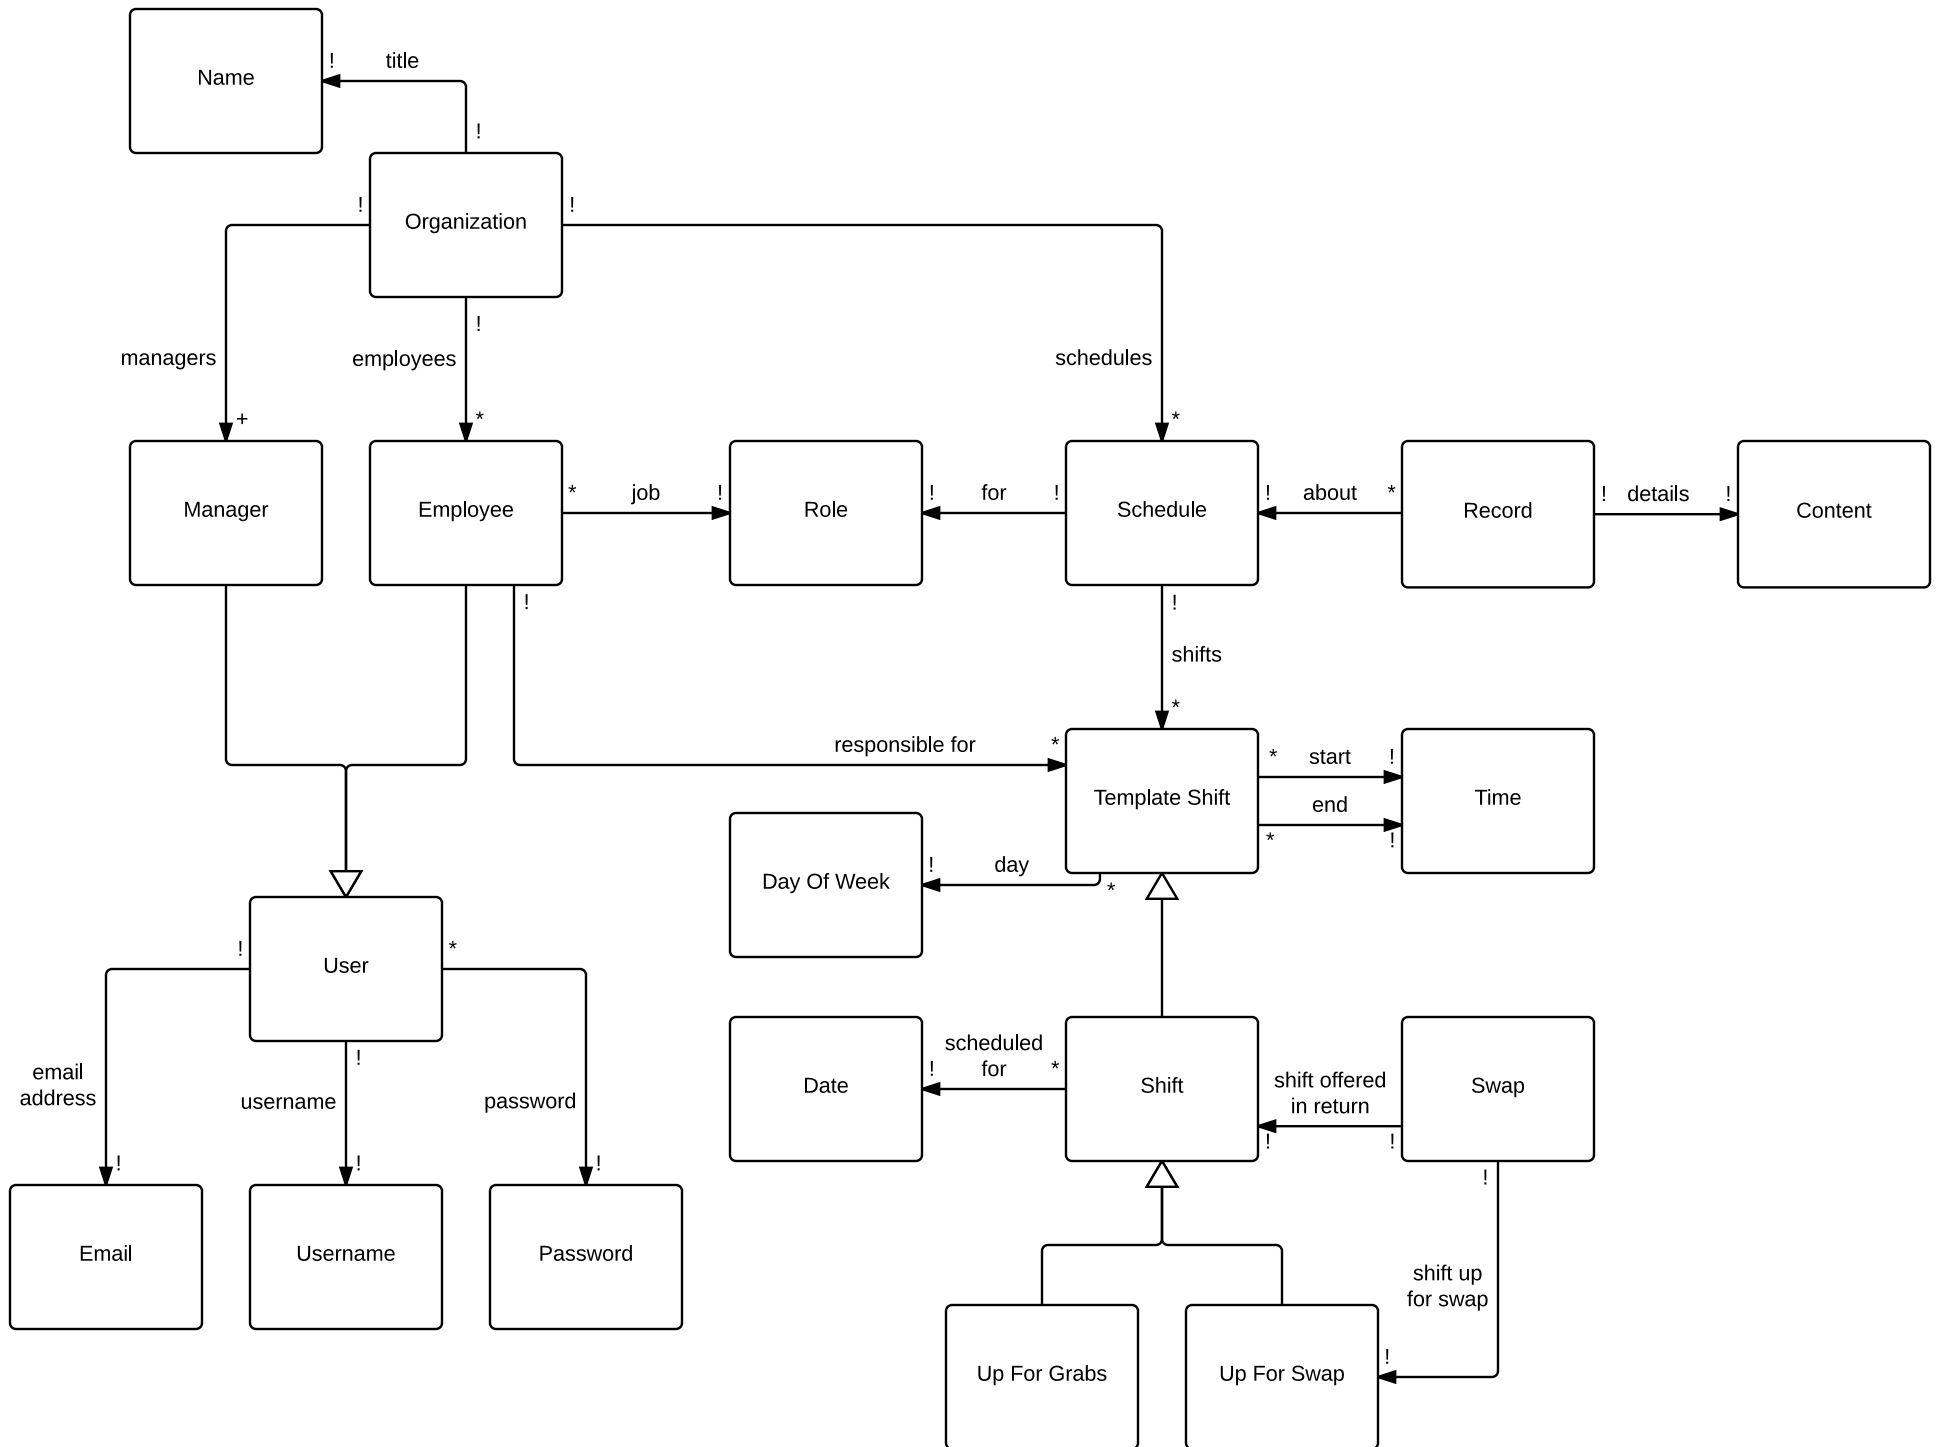 Name
! title
!
Organization
! !
!
managers
employees
schedules
+
*
*
Manager
Employee
* job !
Role
! for !
Schedule
! about *
Record
! details !
Content
!
!
shifts
*
responsible for *
Template Shift
* start !
end
* !
Time
Day Of Week
! day
*
User
! *
!
email
address
username
password
!
!
!
Email
Username
Password
Date
scheduled
! for *
Shift
shift offered
in return
! !
Swap
!
shift up
for swap
!
Up For Grabs
Up For Swap